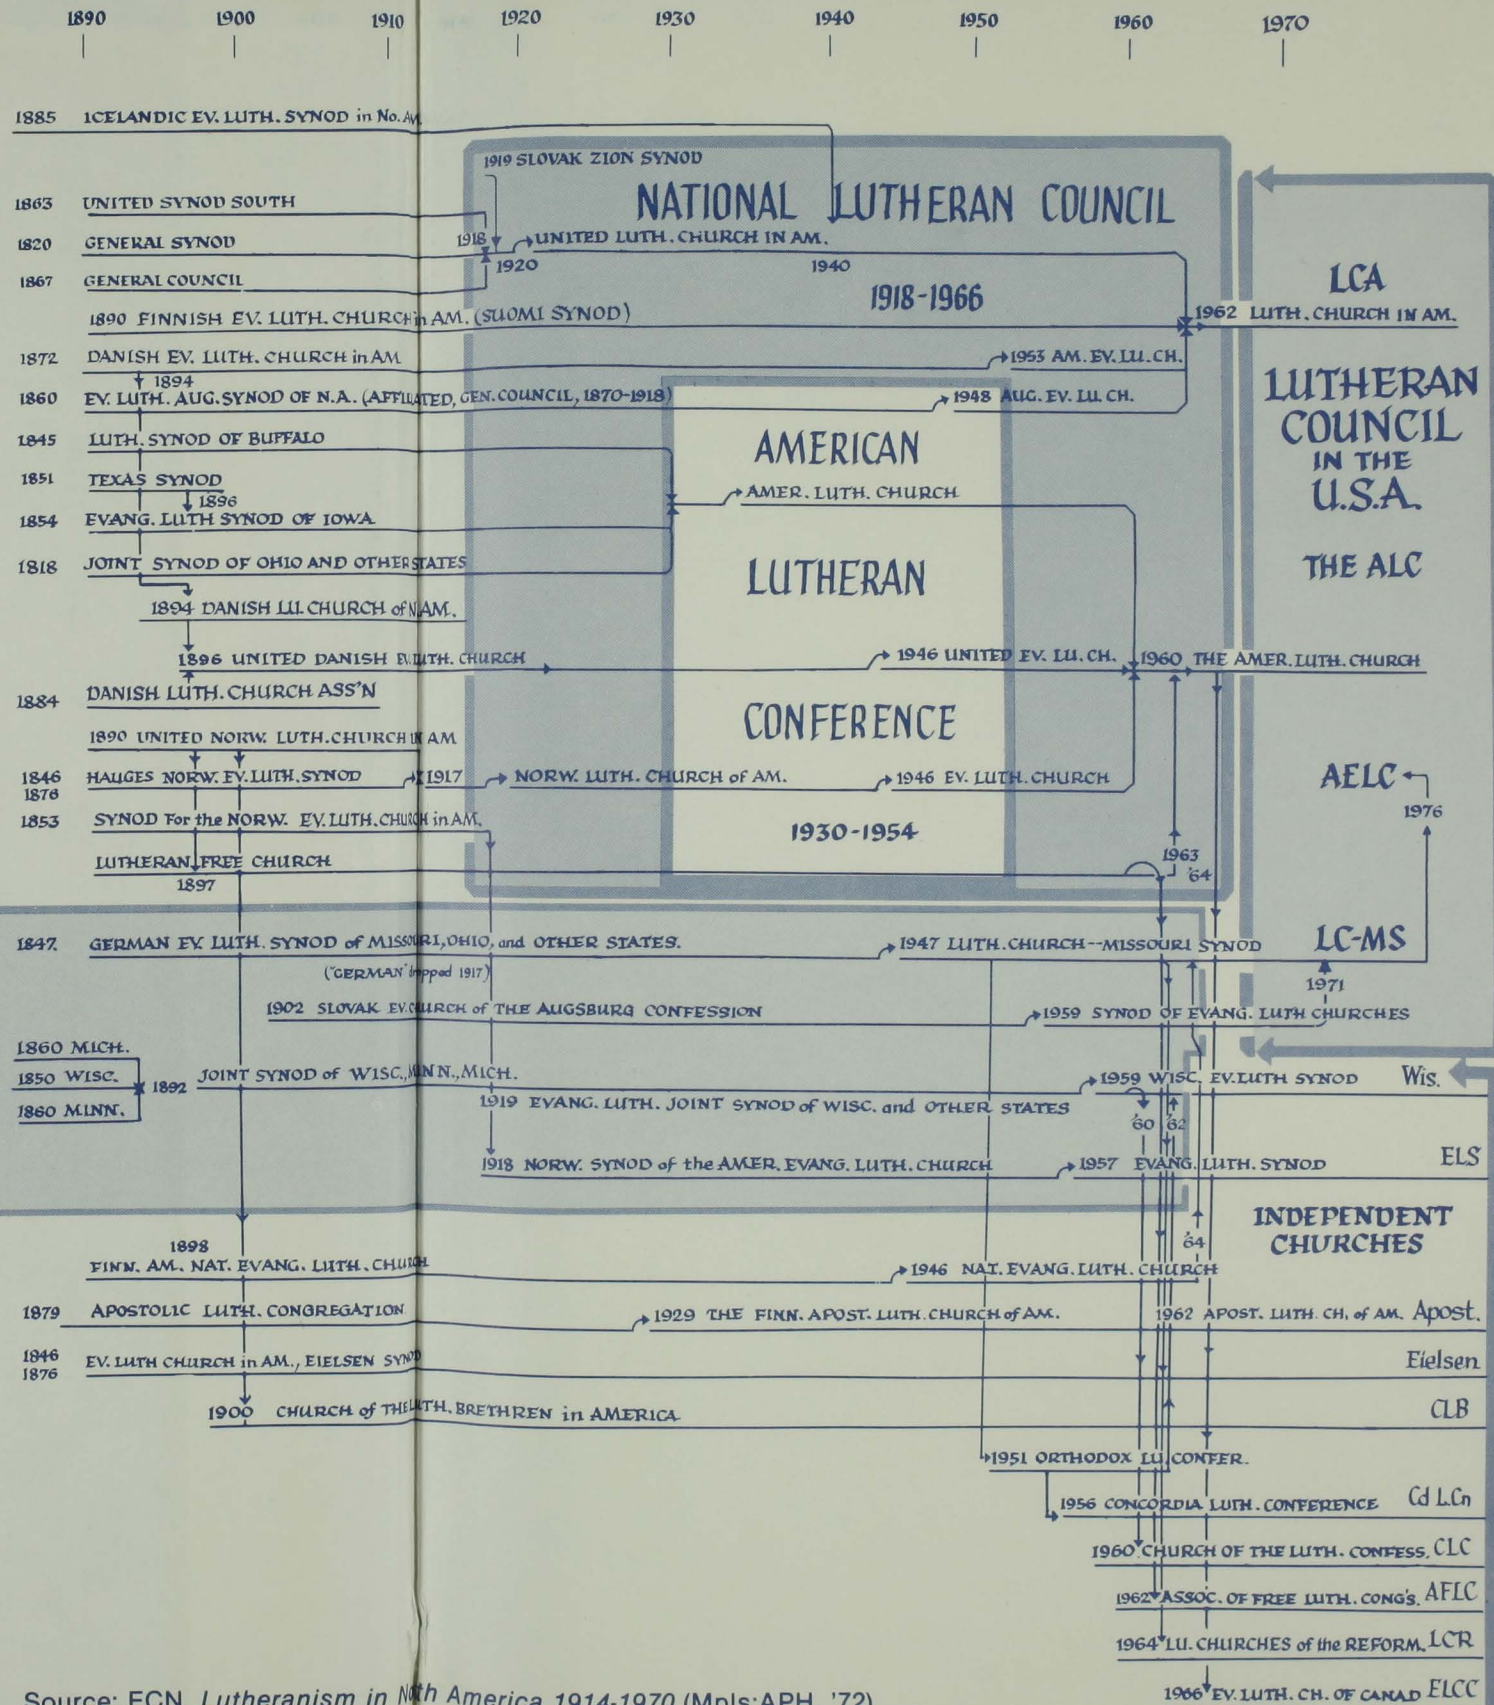 1890 1900 1910 1920 1930 1940 1950 1960 1970
1885 ICELANDIC EV. LUTH. SYNOD in No. Am
1919 SLOVAK ZION SYNOD
NATIONAL LUTHERAN COUNCIL
1863 UNITED SYNOD SOUTH
1820 GENERAL SYNOD
1918
UNITED LUTH. CHURCH IN AM.
1920 1940
1867 GENERAL COUNCIL
1918-1966
LCA
1890 FINNISH EV. LUTH. CHURCH in AM. (SUOMI SYNOD)
1962 LUTH. CHURCH IN AM.
1872 DANISH EV. LUTH. CHURCH in AM
1953 AM. EV. LU. CH.
1894
1860 EV. LUTH. AUG. SYNOD OF N.A. (AFFILIATED, GEN. COUNCIL, 1870-1918)
1948 AUG. EV. LU. CH.
LUTHERAN
COUNCIL
IN THE
U.S.A.
1845 LUTH. SYNOD OF BUFFALO
AMERICAN
1851 TEXAS SYNOD
1896
AMER. LUTH. CHURCH
1854 EVANG. LUTH SYNOD OF IOWA
1818 JOINT SYNOD OF OHIO AND OTHER STATES
LUTHERAN
THE ALC
1894 DANISH LU. CHURCH of N. AM.
1896 UNITED DANISH EV. LUTH. CHURCH
1946 UNITED EV. LU. CH.
1960 THE AMER. LUTH. CHURCH
1884 DANISH LUTH. CHURCH ASS'N
CONFERENCE
1890 UNITED NORW. LUTH. CHURCH IN AM
1846 HAUGES NORW. EV. LUTH. SYNOD
1876
1917
NORW. LUTH. CHURCH of AM.
1946 EV. LUTH. CHURCH
AELC
1976
1853 SYNOD For the NORW. EV. LUTH. CHURCH in AM.
1930-1954
LUTHERAN FREE CHURCH
1897
1963
'64
1847. GERMAN EV. LUTH. SYNOD of MISSOURI, OHIO, and OTHER STATES.
("GERMAN" dropped 1917)
1947 LUTH. CHURCH--MISSOURI SYNOD
LC-MS
1971
1902 SLOVAK EV. CHURCH of THE AUGSBURG CONFESSION
1959 SYNOD OF EVANG. LUTH CHURCHES
1860 MICH.
1850 WISC.
1860 MINN.
1892 JOINT SYNOD of WISC., MINN., MICH.
1959 WISC. EV. LUTH SYNOD
Wis.
1919 EVANG. LUTH. JOINT SYNOD of WISC. and OTHER STATES
'60 '62
1918 NORW. SYNOD of the AMER. EVANG. LUTH. CHURCH
1957 EVANG. LUTH. SYNOD
ELS
INDEPENDENT
CHURCHES
'64
1898
FINN. AM. NAT. EVANG. LUTH. CHURCH
1946 NAT. EVANG. LUTH. CHURCH
1879 APOSTOLIC LUTH. CONGREGATION
1929 THE FINN. APOST. LUTH. CHURCH of AM.
1962 APOST. LUTH. CH. of AM. Apost.
1846
1876 EV. LUTH CHURCH in AM., EIELSEN SYNOD
Eielsen
1900 CHURCH of THE LUTH. BRETHREN in AMERICA
CLB
1951 ORTHODOX LU. CONFER.
1956 CONCORDIA LUTH. CONFERENCE Cd L.Cn
1960 CHURCH OF THE LUTH. CONFESS. CLC
1962 ASSOC. OF FREE LUTH. CONG'S. AFLC
1964 LU. CHURCHES of the REFORM. LCR
1966 EV. LUTH. CH. OF CANAD ELCC
Source: ECN, Lutheranism in North America 1914-1970 (Mpls:APH, '72)